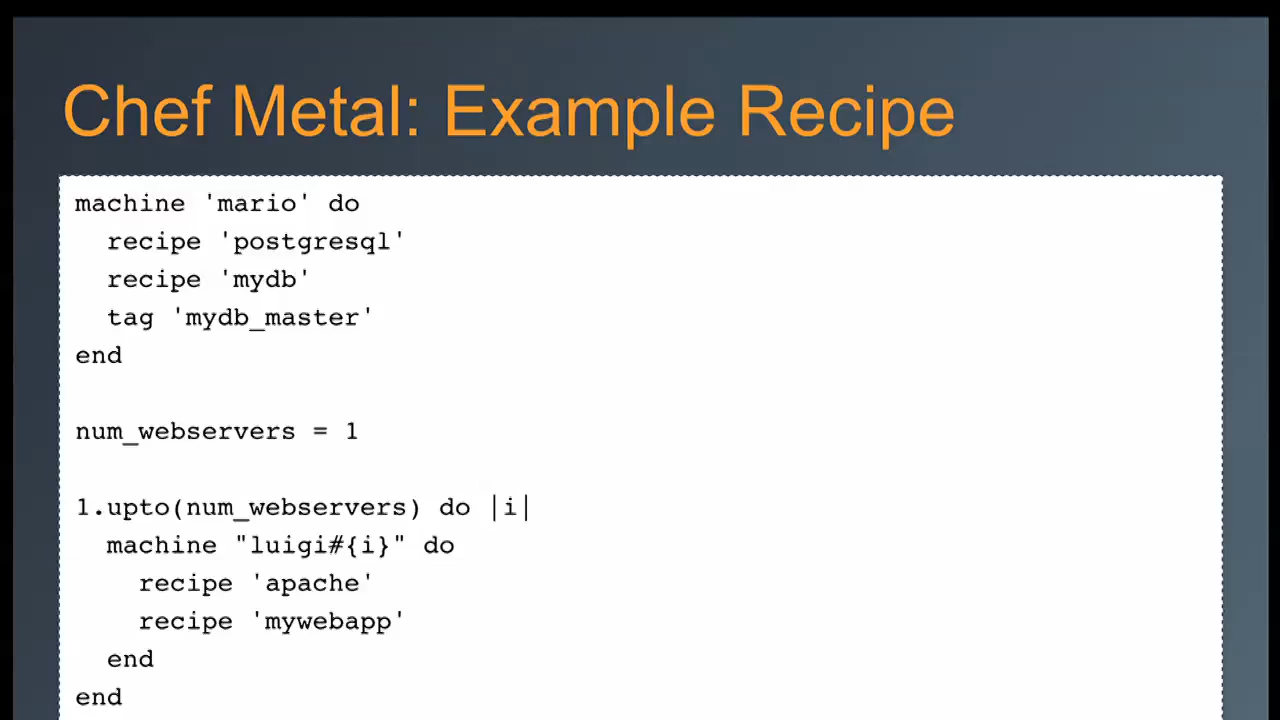 Chef Metal: Example Recipe
machine 'mario' do
  recipe 'postgresql'
  recipe 'mydb'
  tag 'mydb_master'
end

num_webservers = 1

1.upto(num_webservers) do |i|
  machine "luigi#{i}" do
    recipe 'apache'
    recipe 'mywebapp'
  end
end